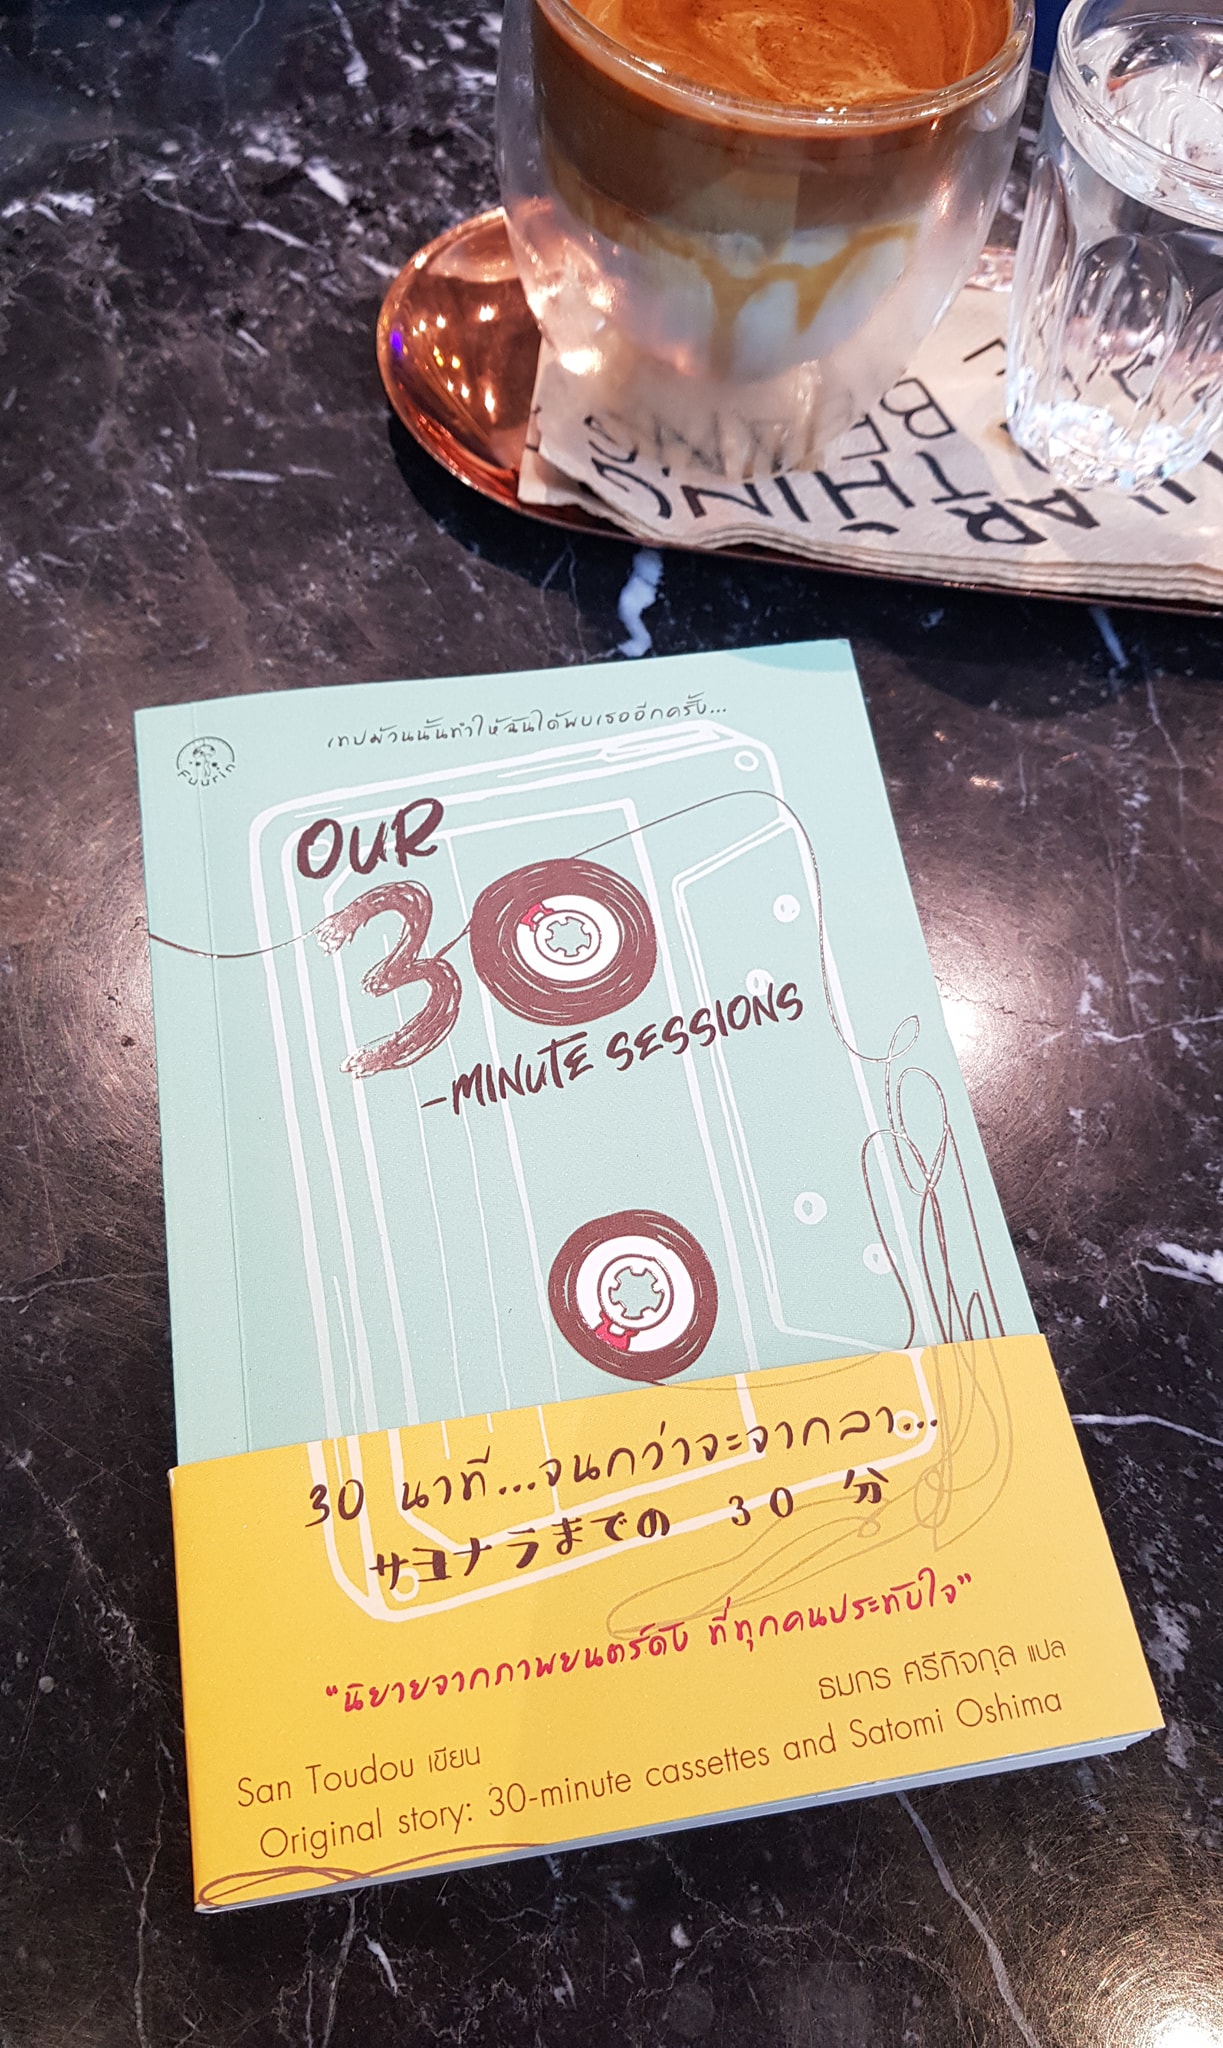 BEANS
ARTHING
เทปม้วนนั้นทำให้ฉันได้พบเธออีกครั้ง...
Fuurin
OUR
30
-MINUTE SESSIONS
30 นาที...จนกว่าจะจากลา...
サヨナラまでの 30 分
"นิยายจากภาพยนตร์ดัง ที่ทุกคนประทับใจ"
ธมกร ศรีกิจกุล แปล
San Toudou เขียน
Original story: 30-minute cassettes and Satomi Oshima